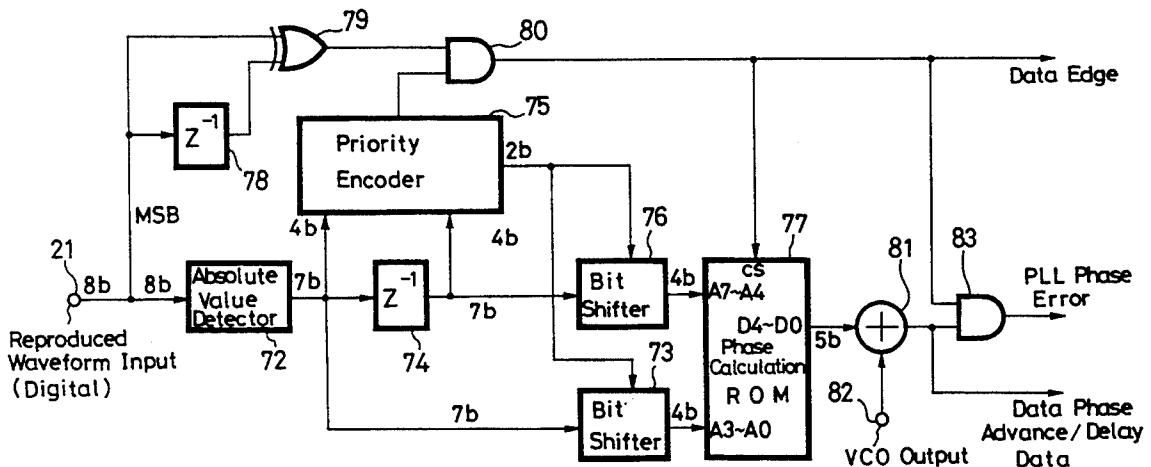 79
80
Data Edge
Z⁻¹
78
75
Priority
Encoder
2b
MSB
4b
4b
76
77
21
8b
8b
Absolute
Value
Detector
72
7b
Z⁻¹
74
7b
Bit
Shifter
4b
CS
A7~A4
D4~D0
Phase
Calculation
ROM
A3~A0
5b
81
+
83
PLL Phase
Error
Reproduced
Waveform Input
(Digital)
73
7b
Bit
Shifter
4b
82
VCO Output
Data Phase
Advance/Delay
Data